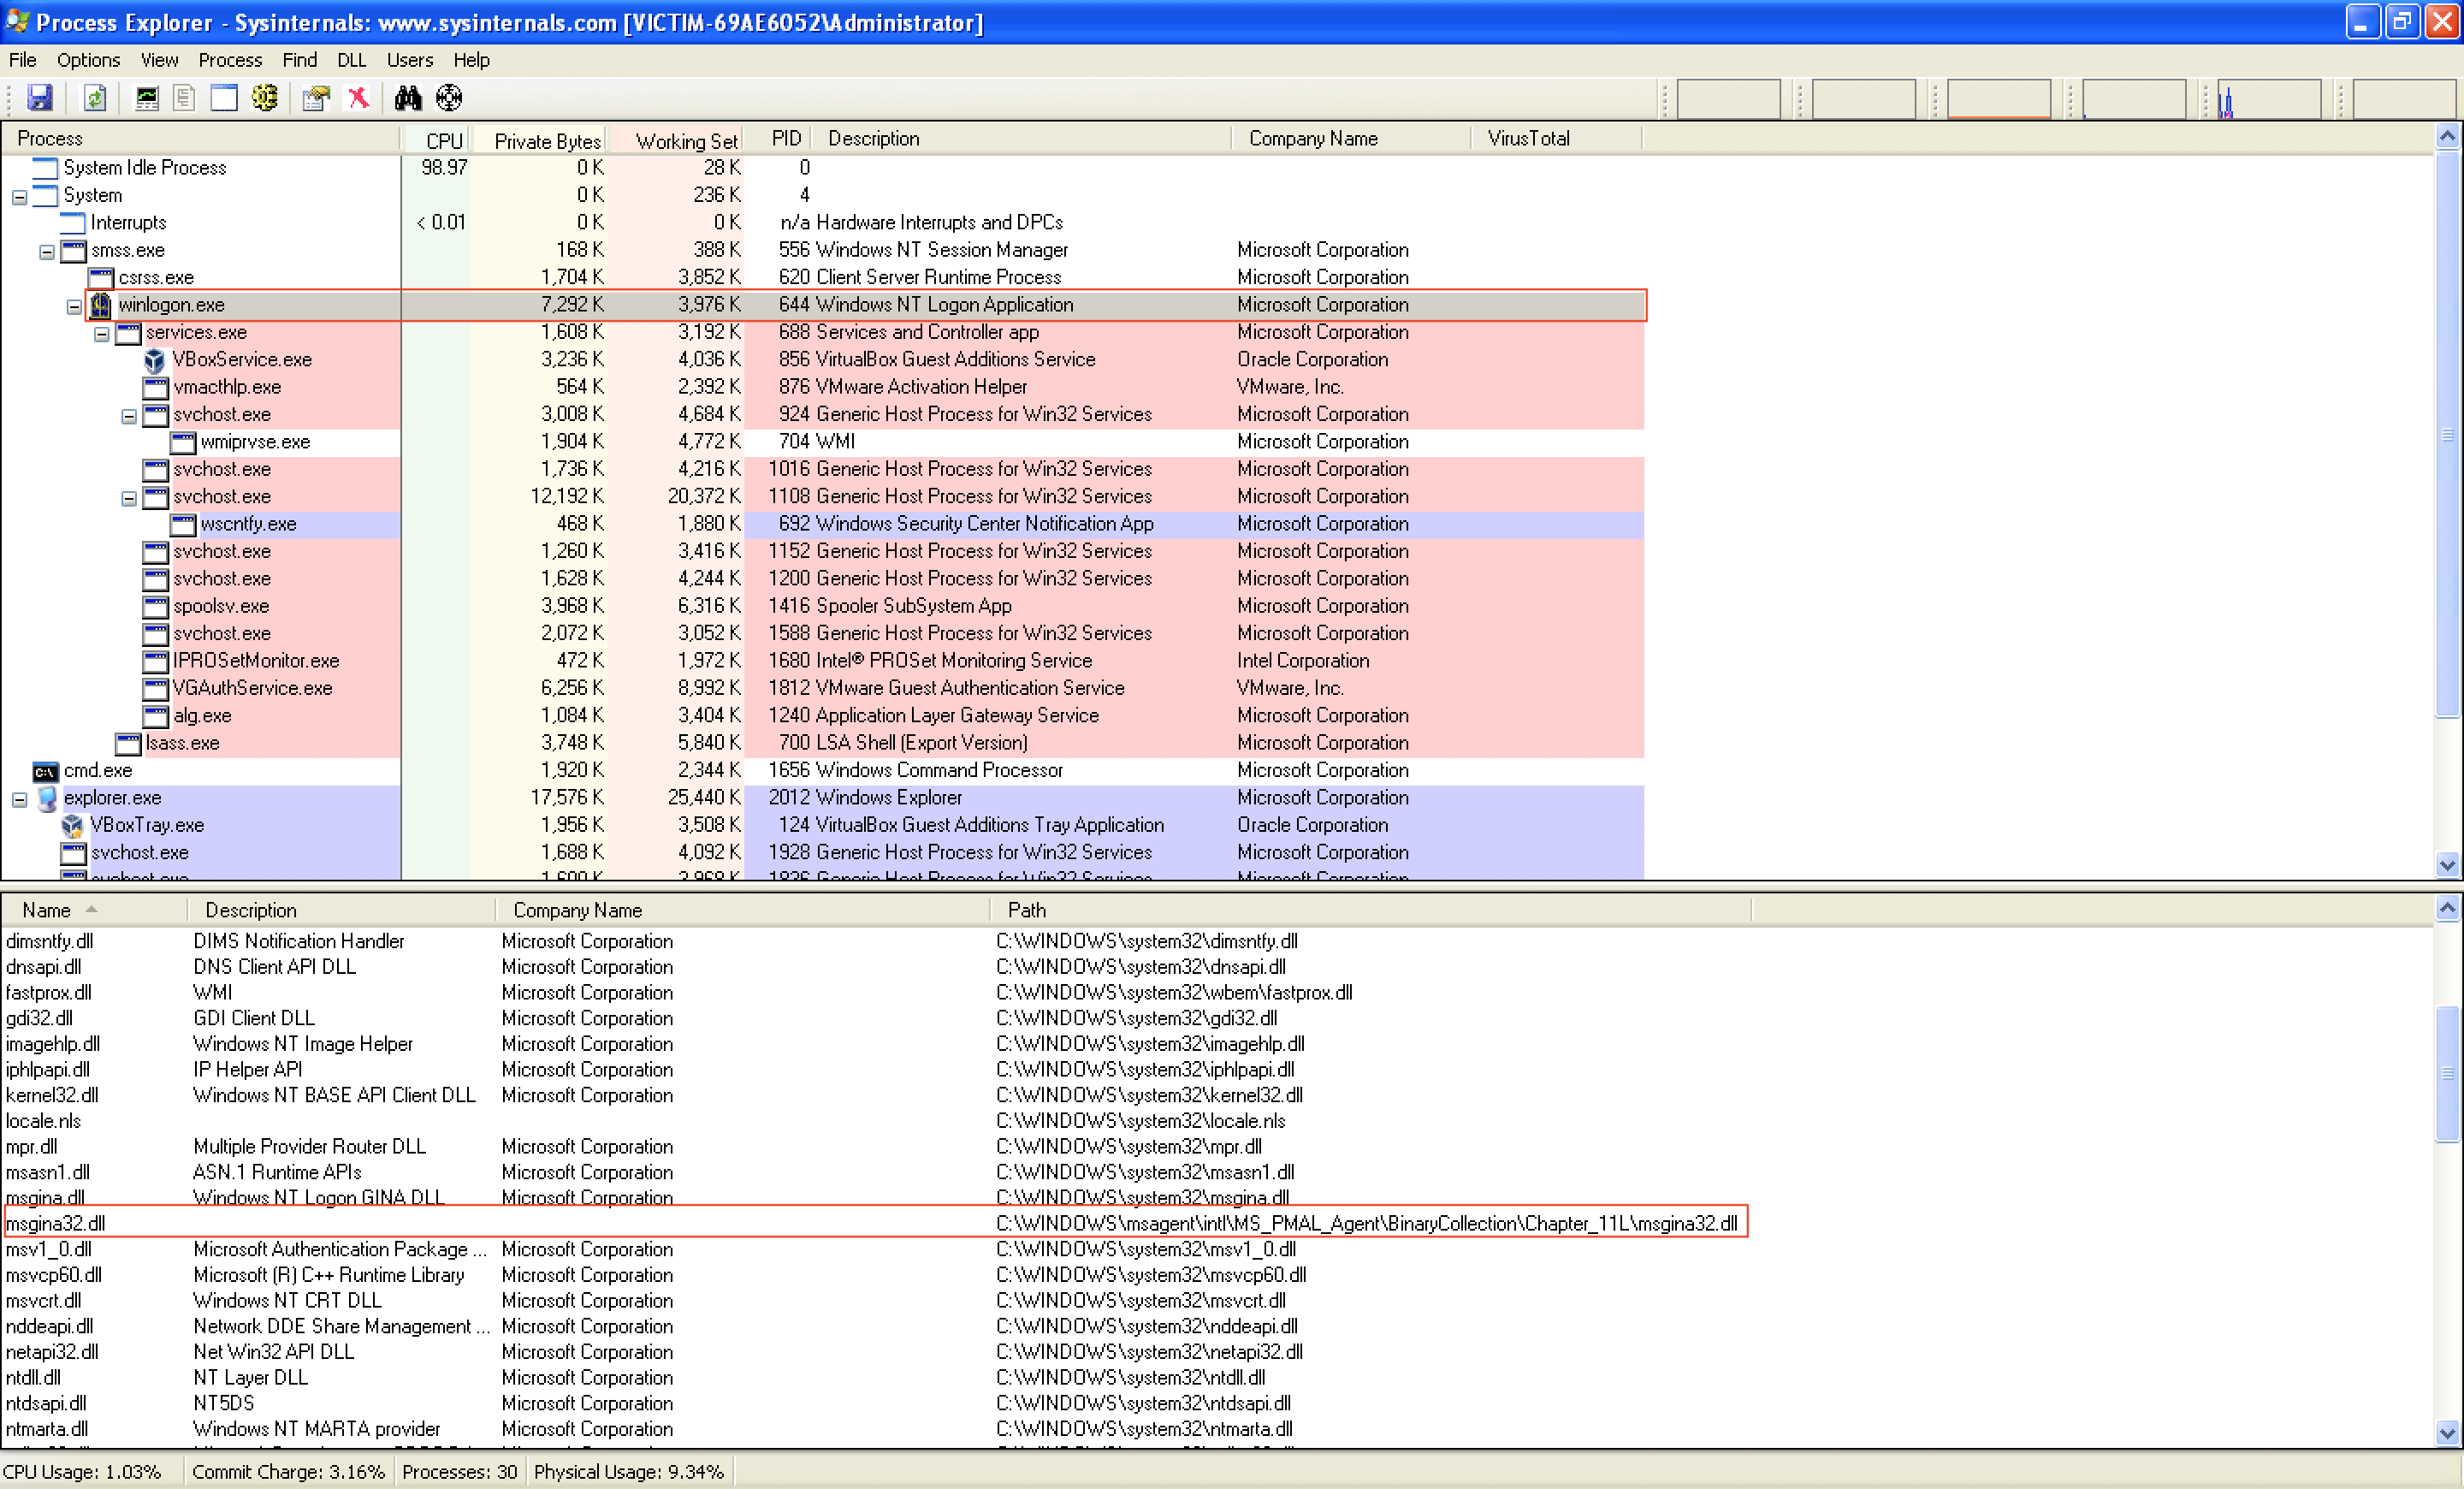 Process Explorer - Sysinternals: www.sysinternals.com [VICTIM-69AE6052\Administrator]
File Options View Process Find DLL Users Help
Process CPU Private Bytes Working Set PID Description Company Name VirusTotal
System Idle Process 98.97 0 K 28 K 0
System 0 K 236 K 4
Interrupts < 0.01 0 K 0 K n/a Hardware Interrupts and DPCs
smss.exe 168 K 388 K 556 Windows NT Session Manager Microsoft Corporation
csrss.exe 1,704 K 3,852 K 620 Client Server Runtime Process Microsoft Corporation
winlogon.exe 7,292 K 3,976 K 644 Windows NT Logon Application Microsoft Corporation
services.exe 1,608 K 3,192 K 688 Services and Controller app Microsoft Corporation
VBoxService.exe 3,236 K 4,036 K 856 VirtualBox Guest Additions Service Oracle Corporation
vmacthlp.exe 564 K 2,392 K 876 VMware Activation Helper VMware, Inc.
svchost.exe 3,008 K 4,684 K 924 Generic Host Process for Win32 Services Microsoft Corporation
wmiprvse.exe 1,904 K 4,772 K 704 WMI Microsoft Corporation
svchost.exe 1,736 K 4,216 K 1016 Generic Host Process for Win32 Services Microsoft Corporation
svchost.exe 12,192 K 20,372 K 1108 Generic Host Process for Win32 Services Microsoft Corporation
wscntfy.exe 468 K 1,880 K 692 Windows Security Center Notification App Microsoft Corporation
svchost.exe 1,260 K 3,416 K 1152 Generic Host Process for Win32 Services Microsoft Corporation
svchost.exe 1,628 K 4,244 K 1200 Generic Host Process for Win32 Services Microsoft Corporation
spoolsv.exe 3,968 K 6,316 K 1416 Spooler SubSystem App Microsoft Corporation
svchost.exe 2,072 K 3,052 K 1588 Generic Host Process for Win32 Services Microsoft Corporation
IPROSetMonitor.exe 472 K 1,972 K 1680 Intel® PROSet Monitoring Service Intel Corporation
VGAuthService.exe 6,256 K 8,992 K 1812 VMware Guest Authentication Service VMware, Inc.
alg.exe 1,084 K 3,404 K 1240 Application Layer Gateway Service Microsoft Corporation
lsass.exe 3,748 K 5,840 K 700 LSA Shell (Export Version) Microsoft Corporation
cmd.exe 1,920 K 2,344 K 1656 Windows Command Processor Microsoft Corporation
explorer.exe 17,576 K 25,440 K 2012 Windows Explorer Microsoft Corporation
VBoxTray.exe 1,956 K 3,508 K 124 VirtualBox Guest Additions Tray Application Oracle Corporation
svchost.exe 1,688 K 4,092 K 1928 Generic Host Process for Win32 Services Microsoft Corporation
svchost.exe 1,600 K 3,968 K 1836 Generic Host Process for Win32 Services Microsoft Corporation
Name Description Company Name Path
dimsntfy.dll DIMS Notification Handler Microsoft Corporation C:\WINDOWS\system32\dimsntfy.dll
dnsapi.dll DNS Client API DLL Microsoft Corporation C:\WINDOWS\system32\dnsapi.dll
fastprox.dll WMI Microsoft Corporation C:\WINDOWS\system32\wbem\fastprox.dll
gdi32.dll GDI Client DLL Microsoft Corporation C:\WINDOWS\system32\gdi32.dll
imagehlp.dll Windows NT Image Helper Microsoft Corporation C:\WINDOWS\system32\imagehlp.dll
iphlpapi.dll IP Helper API Microsoft Corporation C:\WINDOWS\system32\iphlpapi.dll
kernel32.dll Windows NT BASE API Client DLL Microsoft Corporation C:\WINDOWS\system32\kernel32.dll
locale.nls C:\WINDOWS\system32\locale.nls
mpr.dll Multiple Provider Router DLL Microsoft Corporation C:\WINDOWS\system32\mpr.dll
msasn1.dll ASN.1 Runtime APIs Microsoft Corporation C:\WINDOWS\system32\msasn1.dll
msgina.dll Windows NT Logon GINA DLL Microsoft Corporation C:\WINDOWS\system32\msgina.dll
msgina32.dll C:\WINDOWS\msagent\intl\MS_PMAL_Agent\BinaryCollection\Chapter_11L\msgina32.dll
msv1_0.dll Microsoft Authentication Package ... Microsoft Corporation C:\WINDOWS\system32\msv1_0.dll
msvcp60.dll Microsoft (R) C++ Runtime Library Microsoft Corporation C:\WINDOWS\system32\msvcp60.dll
msvcrt.dll Windows NT CRT DLL Microsoft Corporation C:\WINDOWS\system32\msvcrt.dll
nddeapi.dll Network DDE Share Management ... Microsoft Corporation C:\WINDOWS\system32\nddeapi.dll
netapi32.dll Net Win32 API DLL Microsoft Corporation C:\WINDOWS\system32\netapi32.dll
ntdll.dll NT Layer DLL Microsoft Corporation C:\WINDOWS\system32\ntdll.dll
ntdsapi.dll NT5DS Microsoft Corporation C:\WINDOWS\system32\ntdsapi.dll
ntmarta.dll Windows NT MARTA provider Microsoft Corporation C:\WINDOWS\system32\ntmarta.dll
CPU Usage: 1.03% Commit Charge: 3.16% Processes: 30 Physical Usage: 9.34%